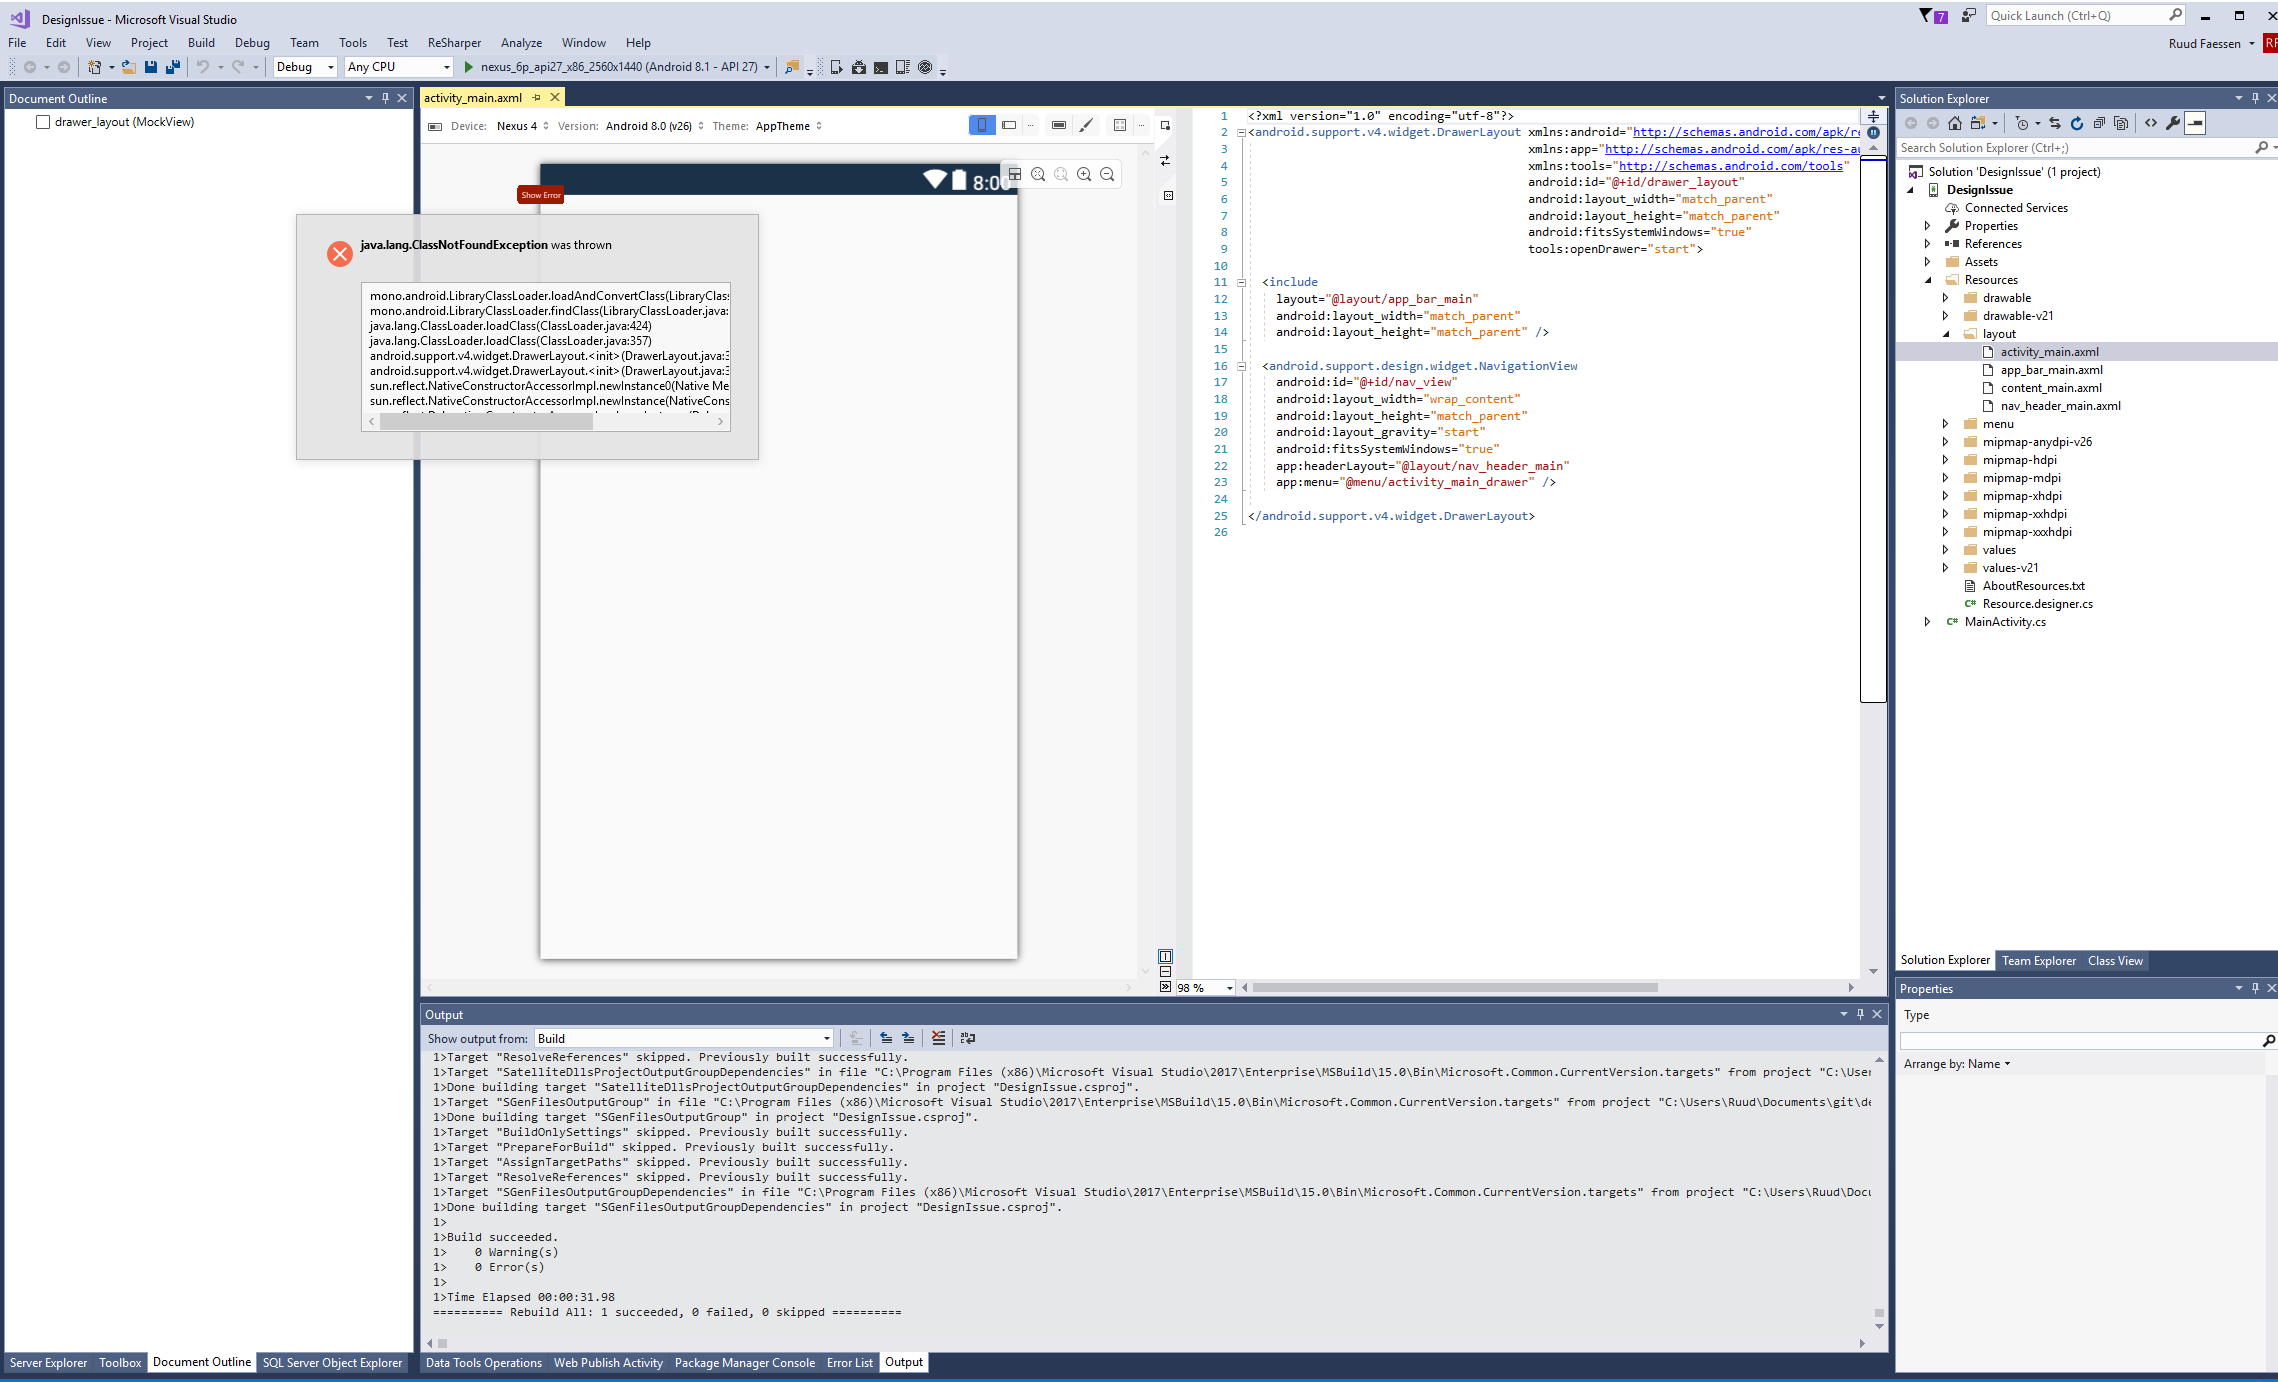 DesignIssue - Microsoft Visual Studio
7
Quick Launch (Ctrl+Q)
File Edit View Project Build Debug Team Tools Test ReSharper Analyze Window Help
Ruud Faessen
Debug Any CPU nexus_6p_api27_x86_2560x1440 (Android 8.1 - API 27)
Document Outline
drawer_layout (MockView)
activity_main.axml
Device: Nexus 4 Version: Android 8.0 (v26) Theme: AppTheme
8:00
Show Error
java.lang.ClassNotFoundException was thrown
mono.android.LibraryClassLoader.loadAndConvertClass(LibraryClass
mono.android.LibraryClassLoader.findClass(LibraryClassLoader.java:
java.lang.ClassLoader.loadClass(ClassLoader.java:424)
java.lang.ClassLoader.loadClass(ClassLoader.java:357)
android.support.v4.widget.DrawerLayout.<init>(DrawerLayout.java:3
android.support.v4.widget.DrawerLayout.<init>(DrawerLayout.java:3
sun.reflect.NativeConstructorAccessorImpl.newInstance0(Native Me
sun.reflect.NativeConstructorAccessorImpl.newInstance(NativeCons
1 <?xml version="1.0" encoding="utf-8"?>
2 <android.support.v4.widget.DrawerLayout xmlns:android="http://schemas.android.com/apk/re
3 xmlns:app="http://schemas.android.com/apk/res-au
4 xmlns:tools="http://schemas.android.com/tools"
5 android:id="@+id/drawer_layout"
6 android:layout_width="match_parent"
7 android:layout_height="match_parent"
8 android:fitsSystemWindows="true"
9 tools:openDrawer="start">
10
11 <include
12 layout="@layout/app_bar_main"
13 android:layout_width="match_parent"
14 android:layout_height="match_parent" />
15
16 <android.support.design.widget.NavigationView
17 android:id="@+id/nav_view"
18 android:layout_width="wrap_content"
19 android:layout_height="match_parent"
20 android:layout_gravity="start"
21 android:fitsSystemWindows="true"
22 app:headerLayout="@layout/nav_header_main"
23 app:menu="@menu/activity_main_drawer" />
24
25 </android.support.v4.widget.DrawerLayout>
26
98 %
Solution Explorer
Search Solution Explorer (Ctrl+;)
Solution 'DesignIssue' (1 project)
DesignIssue
Connected Services
Properties
References
Assets
Resources
drawable
drawable-v21
layout
activity_main.axml
app_bar_main.axml
content_main.axml
nav_header_main.axml
menu
mipmap-anydpi-v26
mipmap-hdpi
mipmap-mdpi
mipmap-xhdpi
mipmap-xxhdpi
mipmap-xxxhdpi
values
values-v21
AboutResources.txt
Resource.designer.cs
MainActivity.cs
Solution Explorer Team Explorer Class View
Properties
Type
Arrange by: Name
Output
Show output from: Build
1>Target "ResolveReferences" skipped. Previously built successfully.
1>Target "SatelliteDllsProjectOutputGroupDependencies" in file "C:\Program Files (x86)\Microsoft Visual Studio\2017\Enterprise\MSBuild\15.0\Bin\Microsoft.Common.CurrentVersion.targets" from project "C:\User
1>Done building target "SatelliteDllsProjectOutputGroupDependencies" in project "DesignIssue.csproj".
1>Target "SGenFilesOutputGroup" in file "C:\Program Files (x86)\Microsoft Visual Studio\2017\Enterprise\MSBuild\15.0\Bin\Microsoft.Common.CurrentVersion.targets" from project "C:\Users\Ruud\Documents\git\de
1>Done building target "SGenFilesOutputGroup" in project "DesignIssue.csproj".
1>Target "BuildOnlySettings" skipped. Previously built successfully.
1>Target "PrepareForBuild" skipped. Previously built successfully.
1>Target "AssignTargetPaths" skipped. Previously built successfully.
1>Target "ResolveReferences" skipped. Previously built successfully.
1>Target "SGenFilesOutputGroupDependencies" in file "C:\Program Files (x86)\Microsoft Visual Studio\2017\Enterprise\MSBuild\15.0\Bin\Microsoft.Common.CurrentVersion.targets" from project "C:\Users\Ruud\Docu
1>Done building target "SGenFilesOutputGroupDependencies" in project "DesignIssue.csproj".
1>
1>Build succeeded.
1> 0 Warning(s)
1> 0 Error(s)
1>
1>Time Elapsed 00:00:31.98
========== Rebuild All: 1 succeeded, 0 failed, 0 skipped ==========
Server Explorer Toolbox Document Outline SQL Server Object Explorer
Data Tools Operations Web Publish Activity Package Manager Console Error List Output